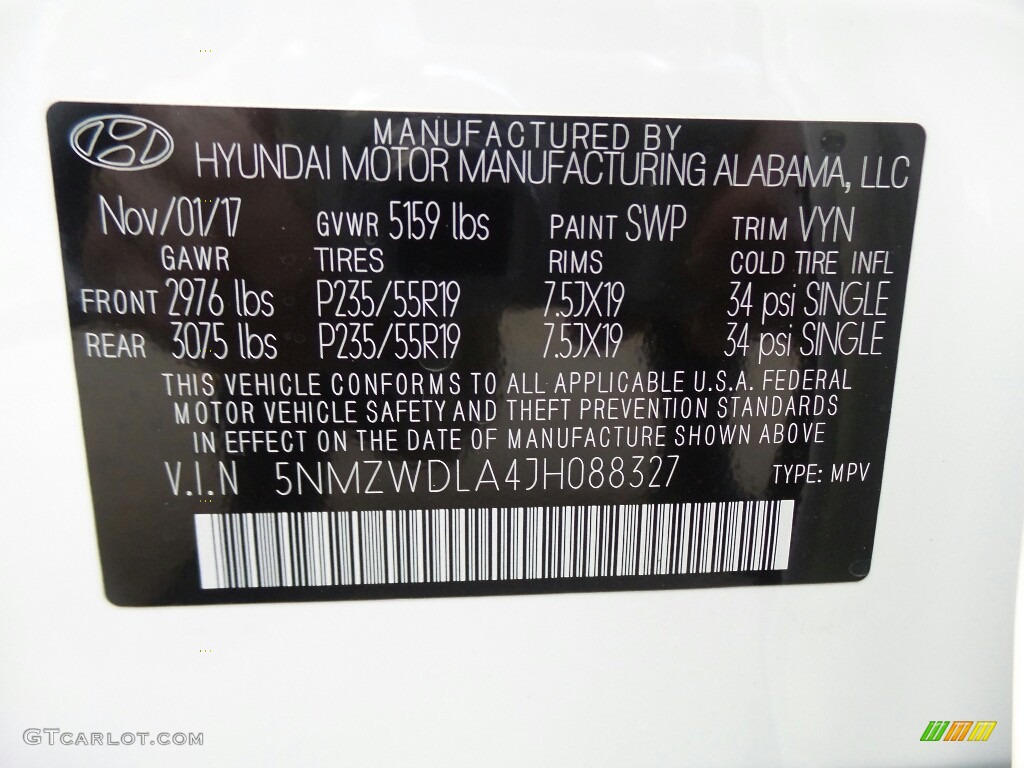 MANUFACTURED BY
HYUNDAI MOTOR MANUFACTURING ALABAMA, LLC
Nov/01/17 GVWR 5159 lbs PAINT SWP TRIM VYN
GAWR TIRES RIMS COLD TIRE INFL
FRONT 2976 lbs P235/55R19 7.5JX19 34 psi SINGLE
REAR 3075 lbs P235/55R19 7.5JX19 34 psi SINGLE
THIS VEHICLE CONFORMS TO ALL APPLICABLE U.S.A. FEDERAL
MOTOR VEHICLE SAFETY AND THEFT PREVENTION STANDARDS
IN EFFECT ON THE DATE OF MANUFACTURE SHOWN ABOVE
V.I.N 5NMZWDLA4JH088327 TYPE: MPV
GTCARLOT.COM